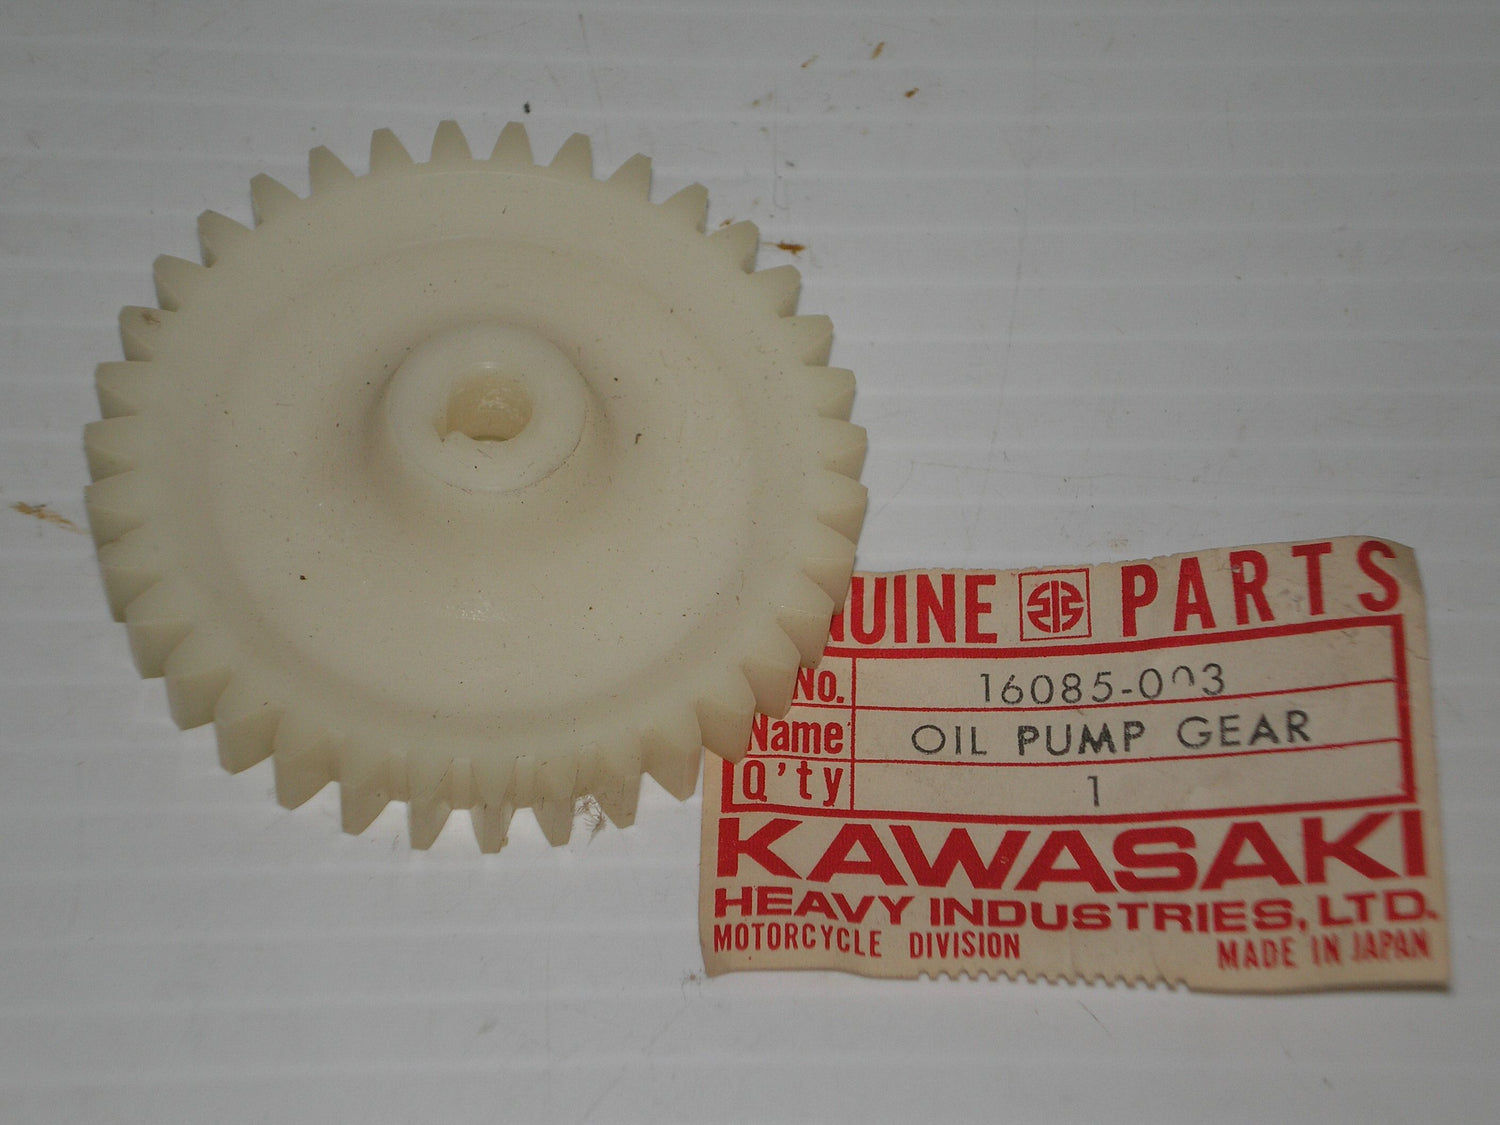 NUINE PARTS
No. 16085-003
Name OIL PUMP GEAR
Q'ty 1
KAWASAKI
HEAVY INDUSTRIES, LTD.
MOTORCYCLE DIVISION MADE IN JAPAN